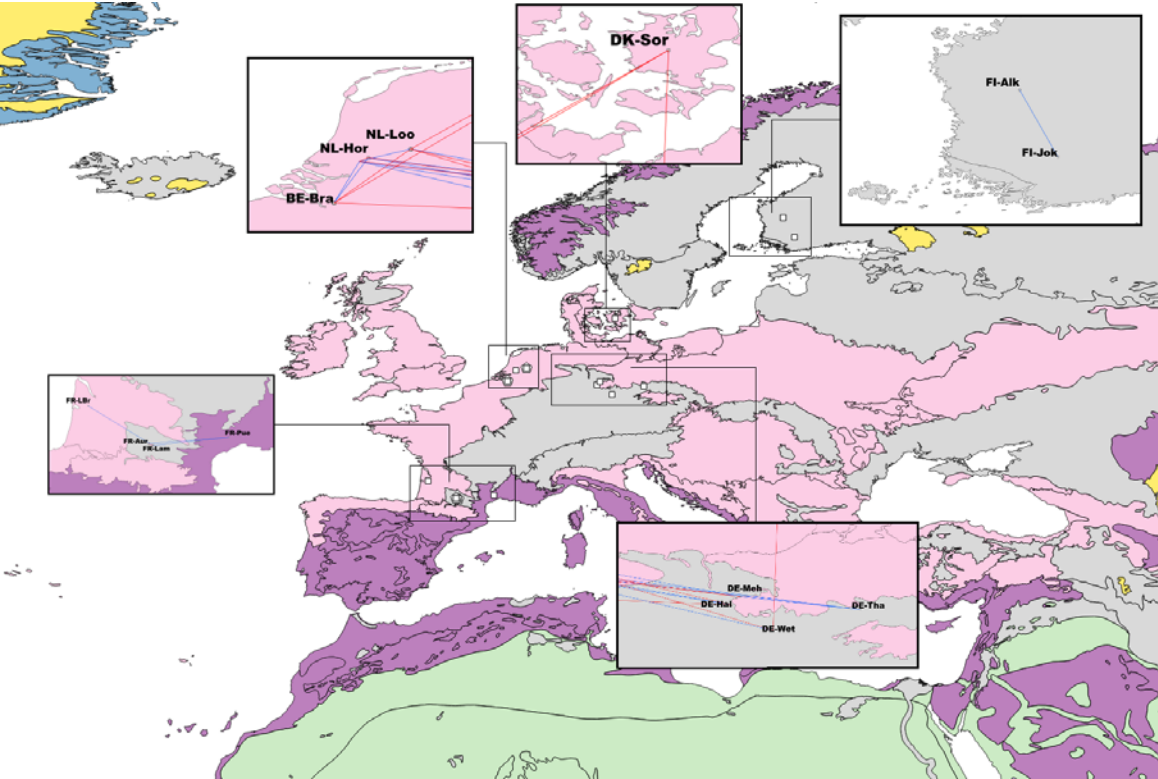 DK-Sor
FI-Alk
FI-Jok
NL-Loo
NL-Hor
BE-Bra
FR-LBr
FR-Aur
FR-Lam
FR-Pue
DE-Meh
DE-Hai
DE-Tha
DE-Wet